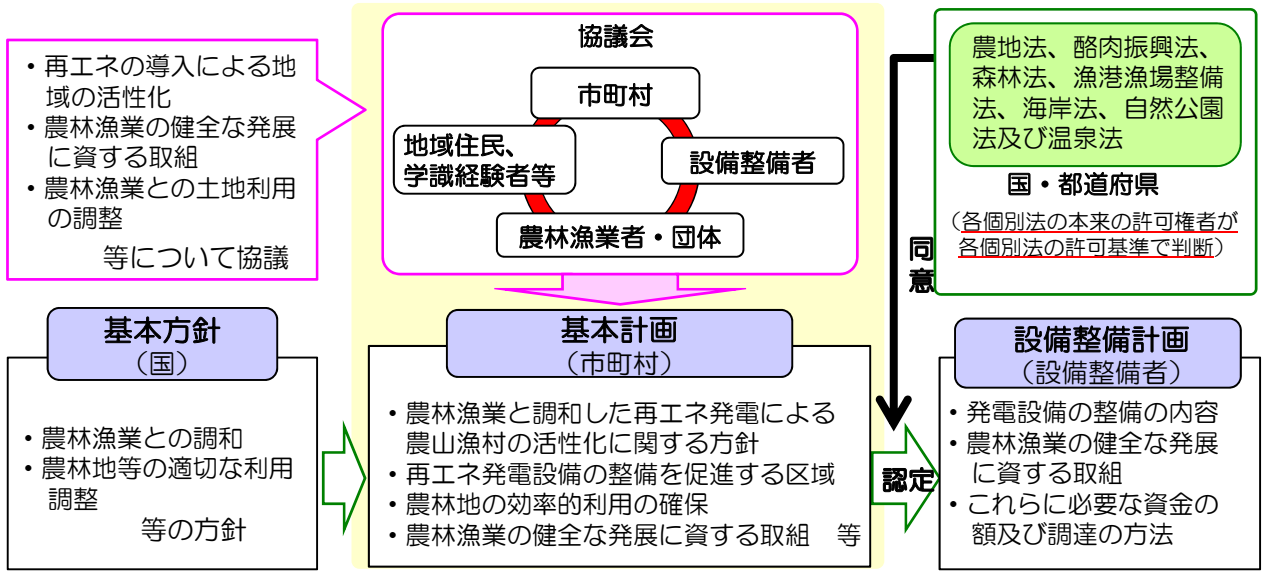 ・再エネの導入による地
域の活性化
・農林漁業の健全な発展
に資する取組
・農林漁業との土地利用
の調整
等について協議
協議会
市町村
地域住民、
学識経験者等
設備整備者
農林漁業者・団体
農地法、酪肉振興法、
森林法、漁港漁場整備
法、海岸法、自然公園
法及び温泉法
国・都道府県
（各個別法の本来の許可権者が
各個別法の許可基準で判断）
同
意
基本方針
（国）
・農林漁業との調和
・農林地等の適切な利用
調整
等の方針
基本計画
（市町村）
・農林漁業と調和した再エネ発電による
農山漁村の活性化に関する方針
・再エネ発電設備の整備を促進する区域
・農林地の効率的利用の確保
・農林漁業の健全な発展に資する取組　等
認定
設備整備計画
（設備整備者）
・発電設備の整備の内容
・農林漁業の健全な発展
に資する取組
・これらに必要な資金の
額及び調達の方法